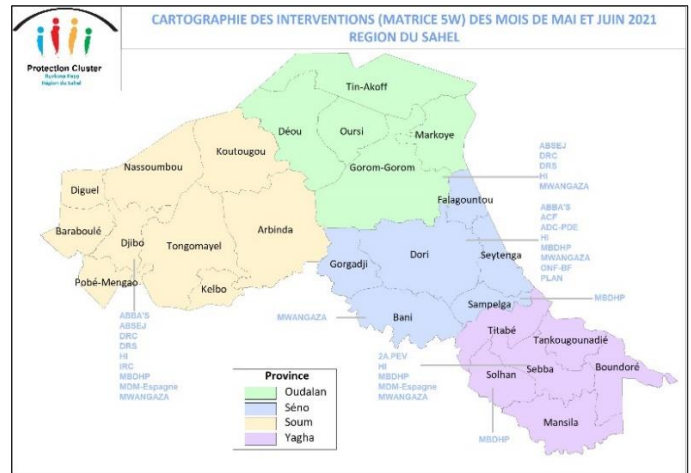 CARTOGRAPHIE DES INTERVENTIONS (MATRICE 5W) DES MOIS DE MAI ET JUIN 2021
REGION DU SAHEL
Protection Cluster
Burkina Faso
Région du Sahel
Tin-Akoff
Déou
Oursi
Markoye
Gorom-Gorom
Koutougou
Nassoumbou
Diguel
Baraboulé
Djibo
Tongomayel
Arbinda
Pobé-Mengao
Kelbo
Falagountou
Gorgadji
Dori
Seytenga
Bani
Sampelga
Titabé
Tankougounadié
Solhan
Sebba
Boundoré
Mansila
ABSEJ
DRC
DRS
HI
MWANGAZA
ABBA'S
ACF
ADC-PDE
HI
MBDHP
MWANGAZA
ONF-BF
PLAN
MBDHP
MWANGAZA
ABBA'S
ABSEJ
DRC
DRS
HI
IRC
MBDHP
MDM-Espagne
MWANGAZA
2A.PEV
HI
MBDHP
MDM-Espagne
MWANGAZA
MBDHP
Province
Oudalan
Séno
Soum
Yagha